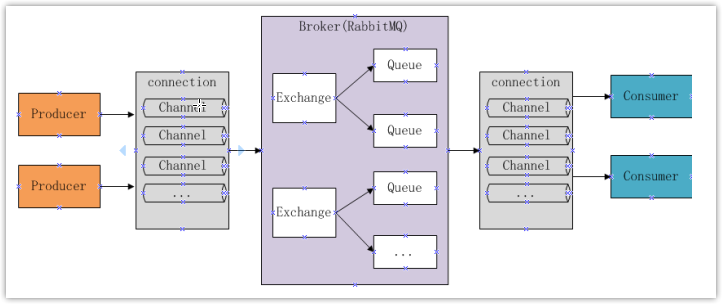 Broker(RabbitMQ)
Producer
Producer
connection
Channel
Channel
Channel
...
Exchange
Queue
Queue
Exchange
Queue
...
connection
Channel
Channel
Channel
...
Consumer
Consumer